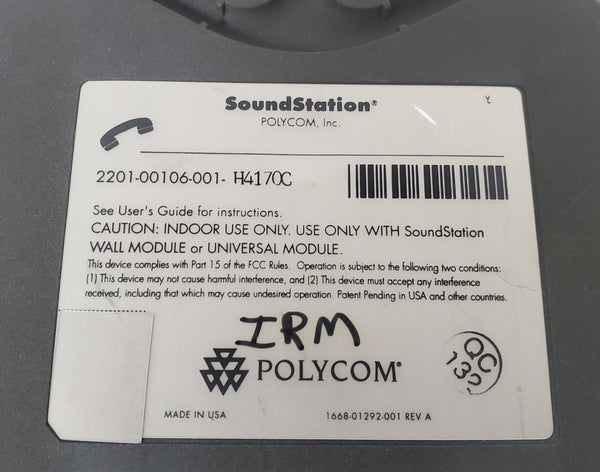 SoundStation®
POLYCOM, Inc.
Y
2201-00106-001- H4170C
See User's Guide for instructions.
CAUTION: INDOOR USE ONLY. USE ONLY WITH SoundStation
WALL MODULE or UNIVERSAL MODULE.
This device complies with Part 15 of the FCC Rules. Operation is subject to the following two conditions:
(1) This device may not cause harmful interference, and (2) This device must accept any interference
received, including that which may cause undesired operation. Patent Pending in USA and other countries.
IRM
POLYCOM®
QC
MADE IN USA 1668-01292-001 REV A